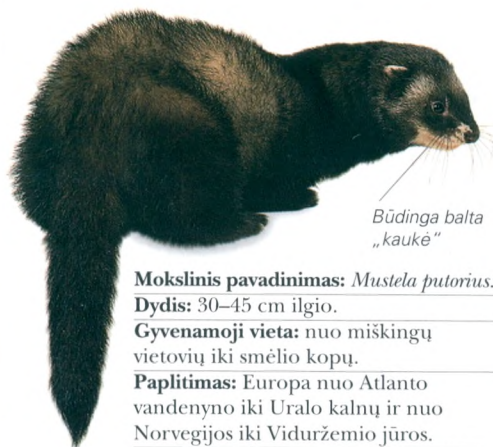 Būdinga balta
„kaukė“
Mokslinis pavadinimas: Mustela putorius.
Dydis: 30–45 cm ilgio.
Gyvenamoji vieta: nuo miškingų
vietovių iki smėlio kopų.
Paplitimas: Europa nuo Atlanto
vandenyno iki Uralo kalnų ir nuo
Norvegijos iki Viduržemio jūros.